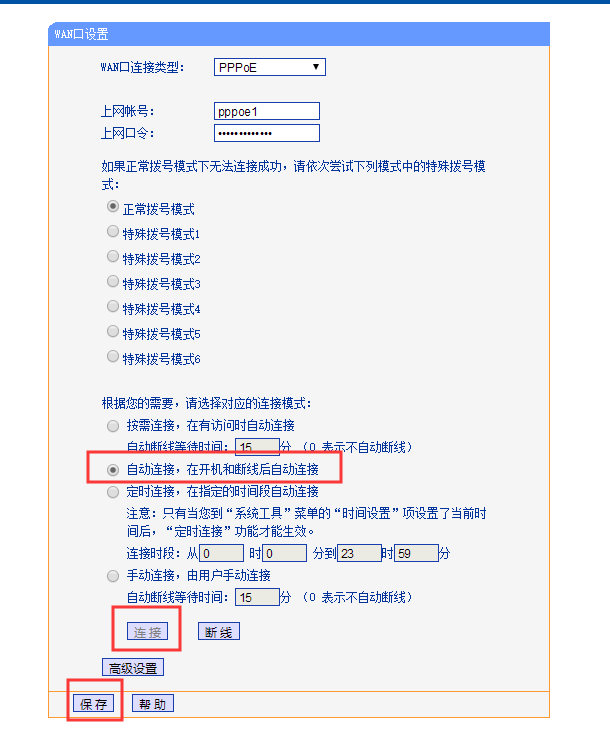 WAN口设置
WAN口连接类型： PPPoE
上网帐号： pppoe1
上网口令： •••••••••••••
如果正常拨号模式下无法连接成功，请依次尝试下列模式中的特殊拨号模
式：
正常拨号模式
特殊拨号模式1
特殊拨号模式2
特殊拨号模式3
特殊拨号模式4
特殊拨号模式5
特殊拨号模式6
根据您的需要，请选择对应的连接模式：
按需连接，在有访问时自动连接
自动断线等待时间： 15 分 （0 表示不自动断线）
自动连接，在开机和断线后自动连接
定时连接，在指定的时间段自动连接
注意：只有当您到“系统工具”菜单的“时间设置”项设置了当前时
间后，“定时连接”功能才能生效。
连接时段：从 0 时 0 分到 23 时 59 分
手动连接，由用户手动连接
自动断线等待时间： 15 分 （0 表示不自动断线）
连 接 断 线
高级设置
保 存 帮 助